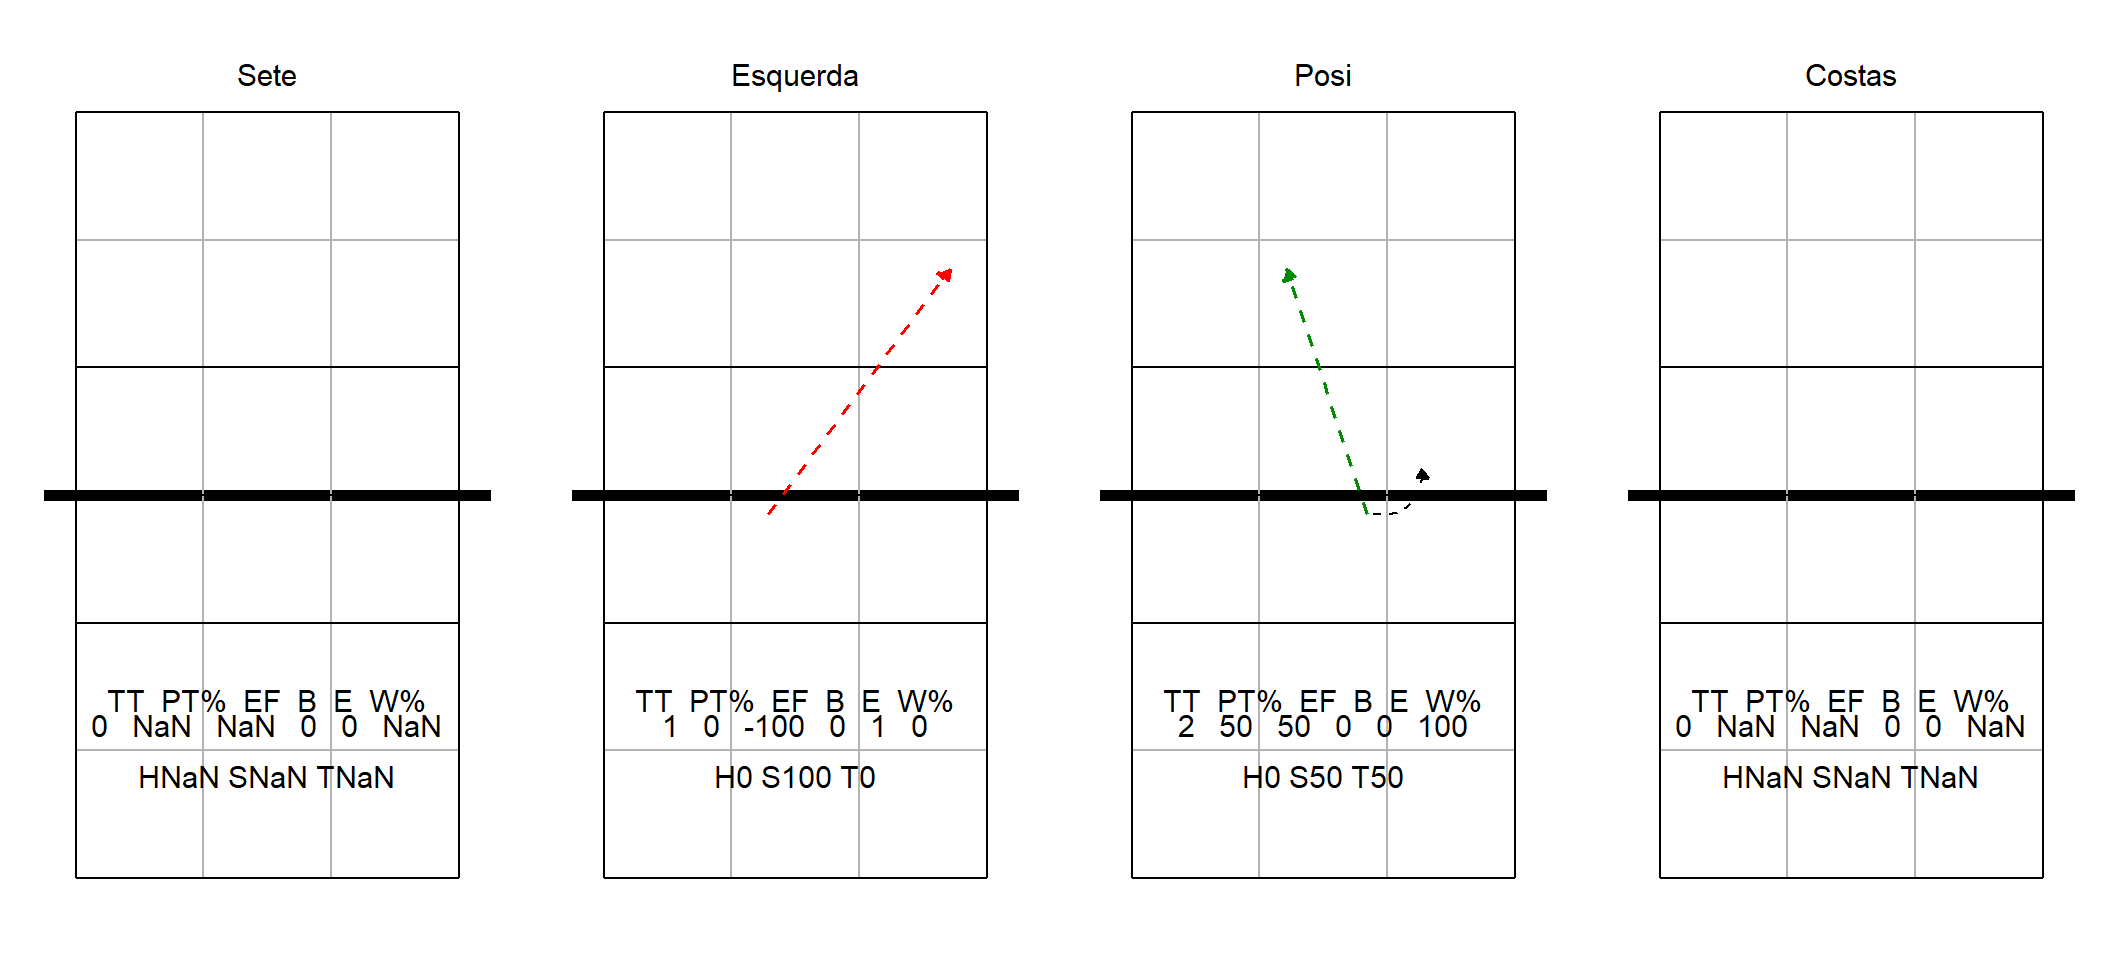 Sete
TT PT% EF B E W%
0 NaN NaN 0 0 NaN
HNaN SNaN TNaN
Esquerda
TT PT% EF B E W%
1 0 -100 0 1 0
H0 S100 T0
Posi
TT PT% EF B E W%
2 50 50 0 0 100
H0 S50 T50
Costas
TT PT% EF B E W%
0 NaN NaN 0 0 NaN
HNaN SNaN TNaN